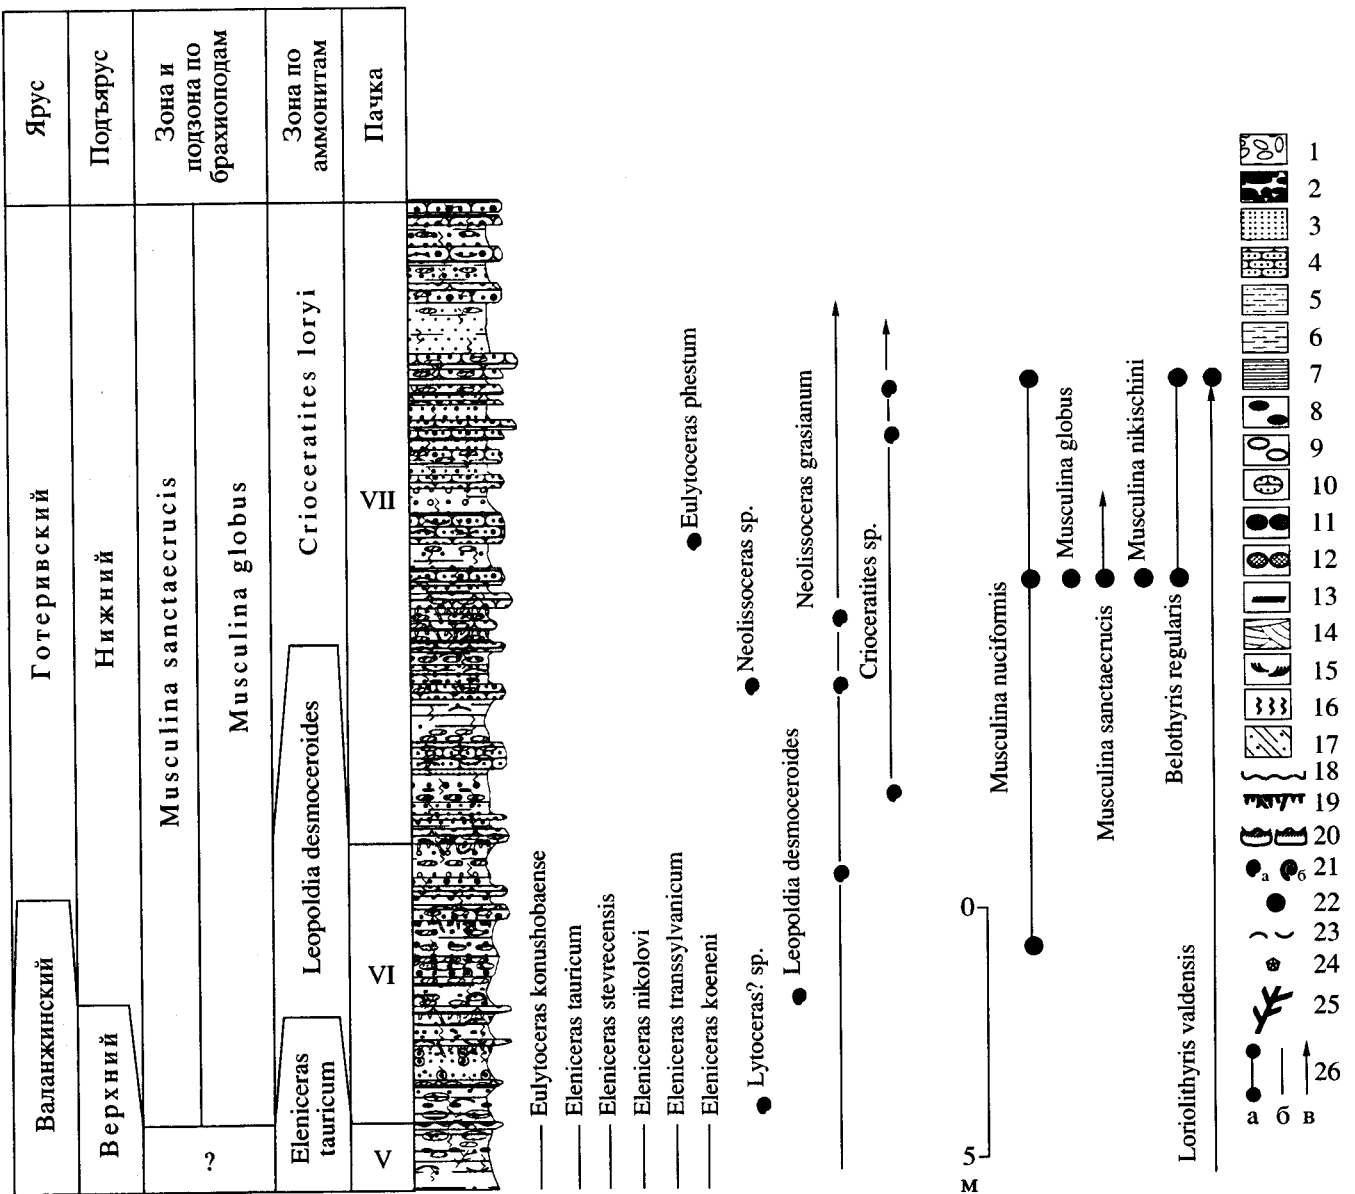 Ярус
Подъярус
Зона и
подзона по
брахиоподам
Зона по
аммонитам
Пачка
Готеривский
Валанжинский
Нижний
Верхний
Musculina sanctaecrucis
Musculina globus
?
Crioceratites loryi
Leopoldia desmoceroides
Eleniceras
tauricum
VII
VI
V
Eulytoceras konushobaense
Eleniceras tauricum
Eleniceras stevrecensis
Eleniceras nikolovi
Eleniceras transsylvanicum
Eleniceras koeneni
Eulytoceras phestum
Neolissoceras sp.
Lytoceras? sp.
Leopoldia desmoceroides
Neolissoceras grasianum
Crioceratites sp.
0
5
м
Musculina nuciformis
Musculina globus
Musculina sanctaecrucis
Musculina nikischini
Belothyris regularis
Loriolithyris valdensis
1
2
3
4
5
6
7
8
9
10
11
12
13
14
15
16
17
18
19
20
а б 21
22
23
24
25
26
а б в